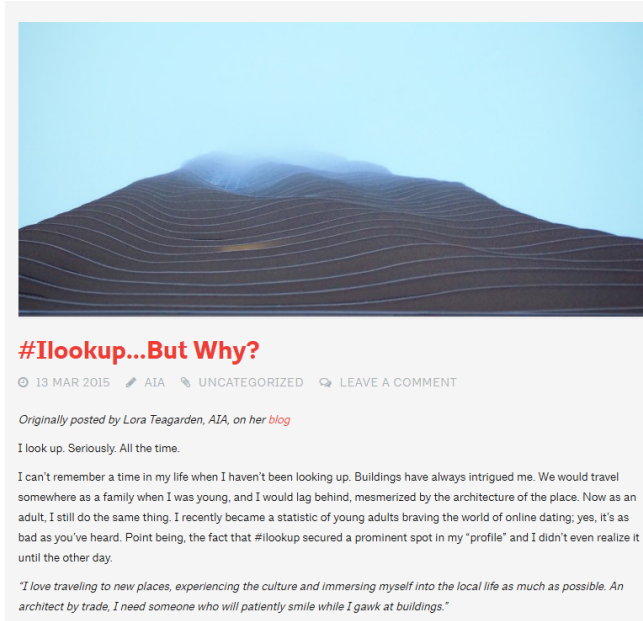 #Ilookup...But Why?
13 MAR 2015 AIA UNCATEGORIZED LEAVE A COMMENT
Originally posted by Lora Teagarden, AIA, on her blog
I look up. Seriously. All the time.
I can't remember a time in my life when I haven't been looking up. Buildings have always intrigued me. We would travel
somewhere as a family when I was young, and I would lag behind, mesmerized by the architecture of the place. Now as an
adult, I still do the same thing. I recently became a statistic of young adults braving the world of online dating; yes, it's as
bad as you've heard. Point being, the fact that #ilookup secured a prominent spot in my “profile” and I didn't even realize it
until the other day.
“I love traveling to new places, experiencing the culture and immersing myself into the local life as much as possible. An
architect by trade, I need someone who will patiently smile while I gawk at buildings.”